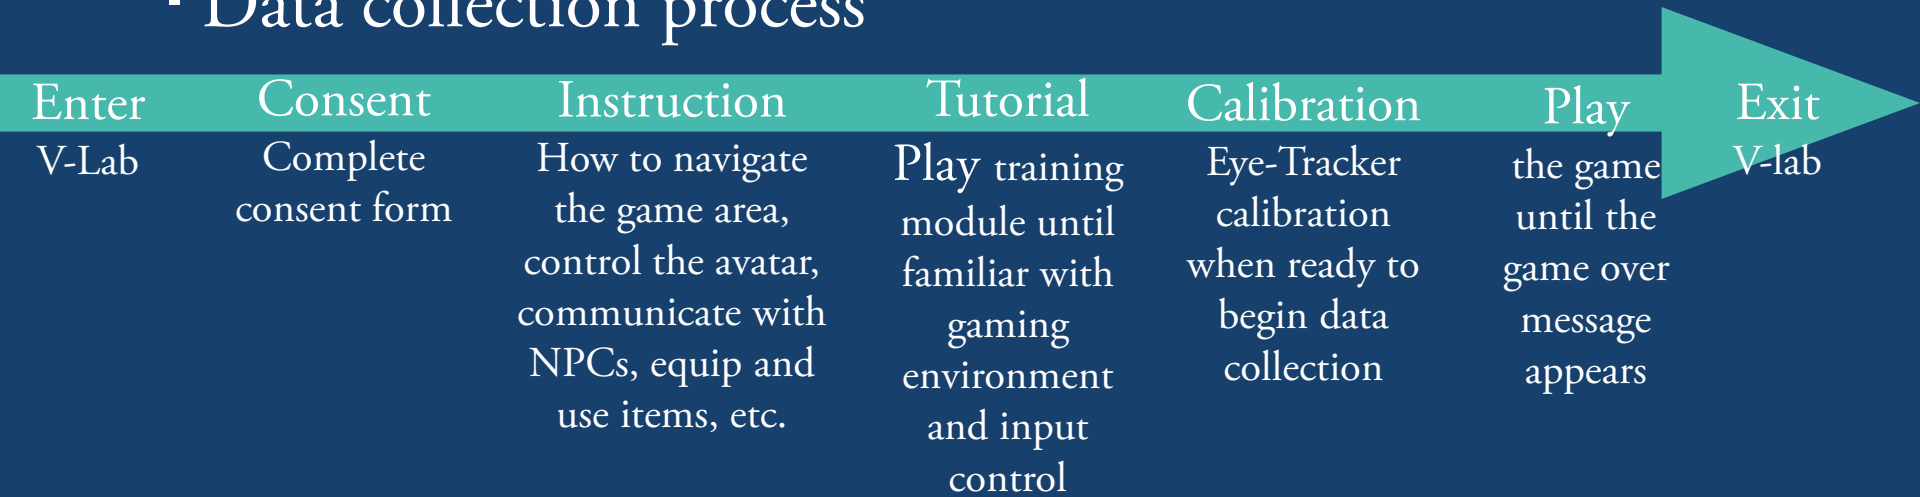 ▪ Data collection process
Enter
V-Lab
Consent
Complete
consent form
Instruction
How to navigate
the game area,
control the avatar,
communicate with
NPCs, equip and
use items, etc.
Tutorial
Play training
module until
familiar with
gaming
environment
and input
control
Calibration
Eye-Tracker
calibration
when ready to
begin data
collection
Play
the game
until the
game over
message
appears
Exit
V-lab